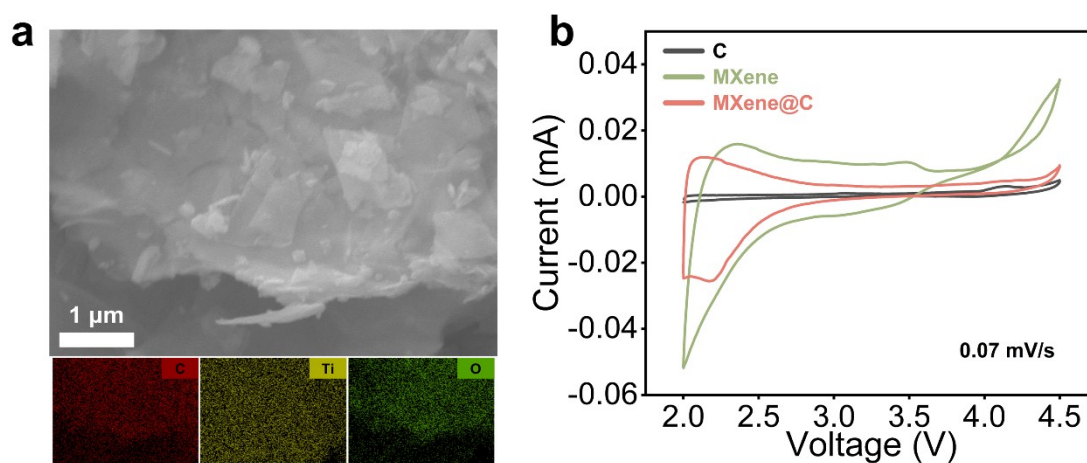 a
1 μm
C
Ti
O
b
C
MXene
MXene@C
0.07 mV/s
Current (mA)
0.04
0.02
0.00
-0.02
-0.04
-0.06
2.0 2.5 3.0 3.5 4.0 4.5
Voltage (V)